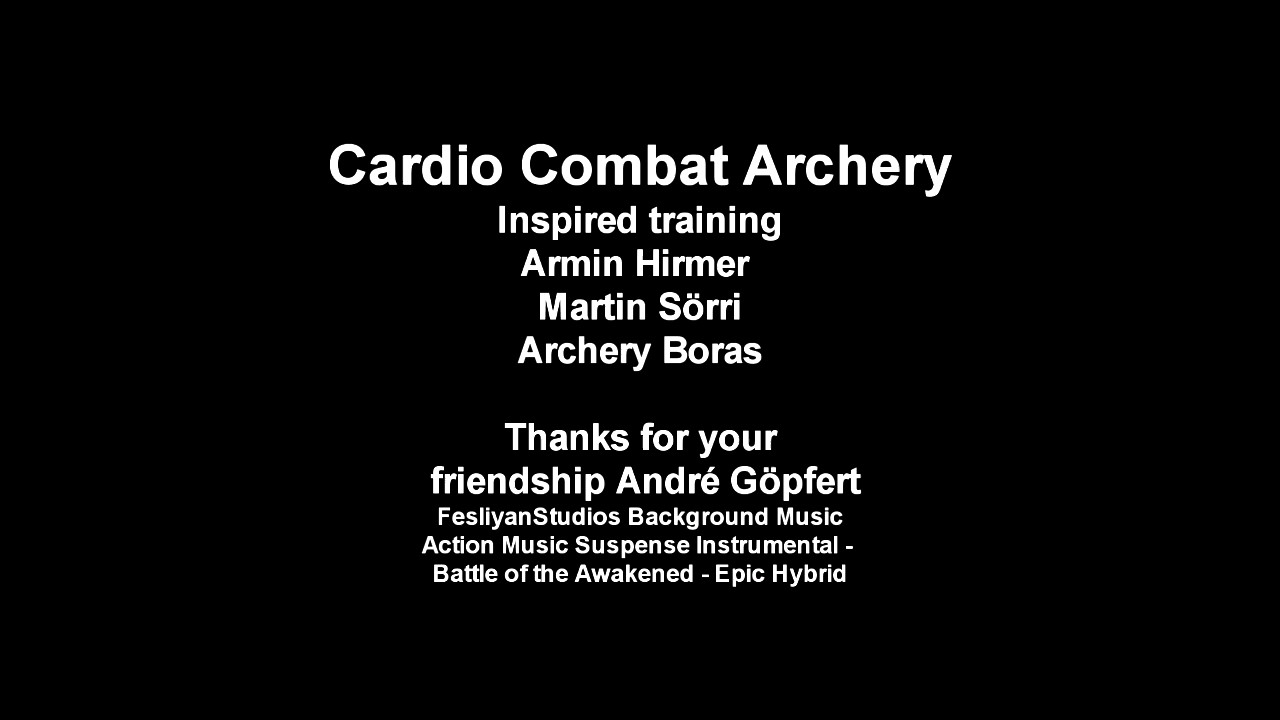 Cardio Combat Archery
Inspired training
Armin Hirmer
Martin Sörri
Archery Boras
Thanks for your
friendship André Göpfert
FesliyanStudios Background Music
Action Music Suspense Instrumental -
Battle of the Awakened - Epic Hybrid